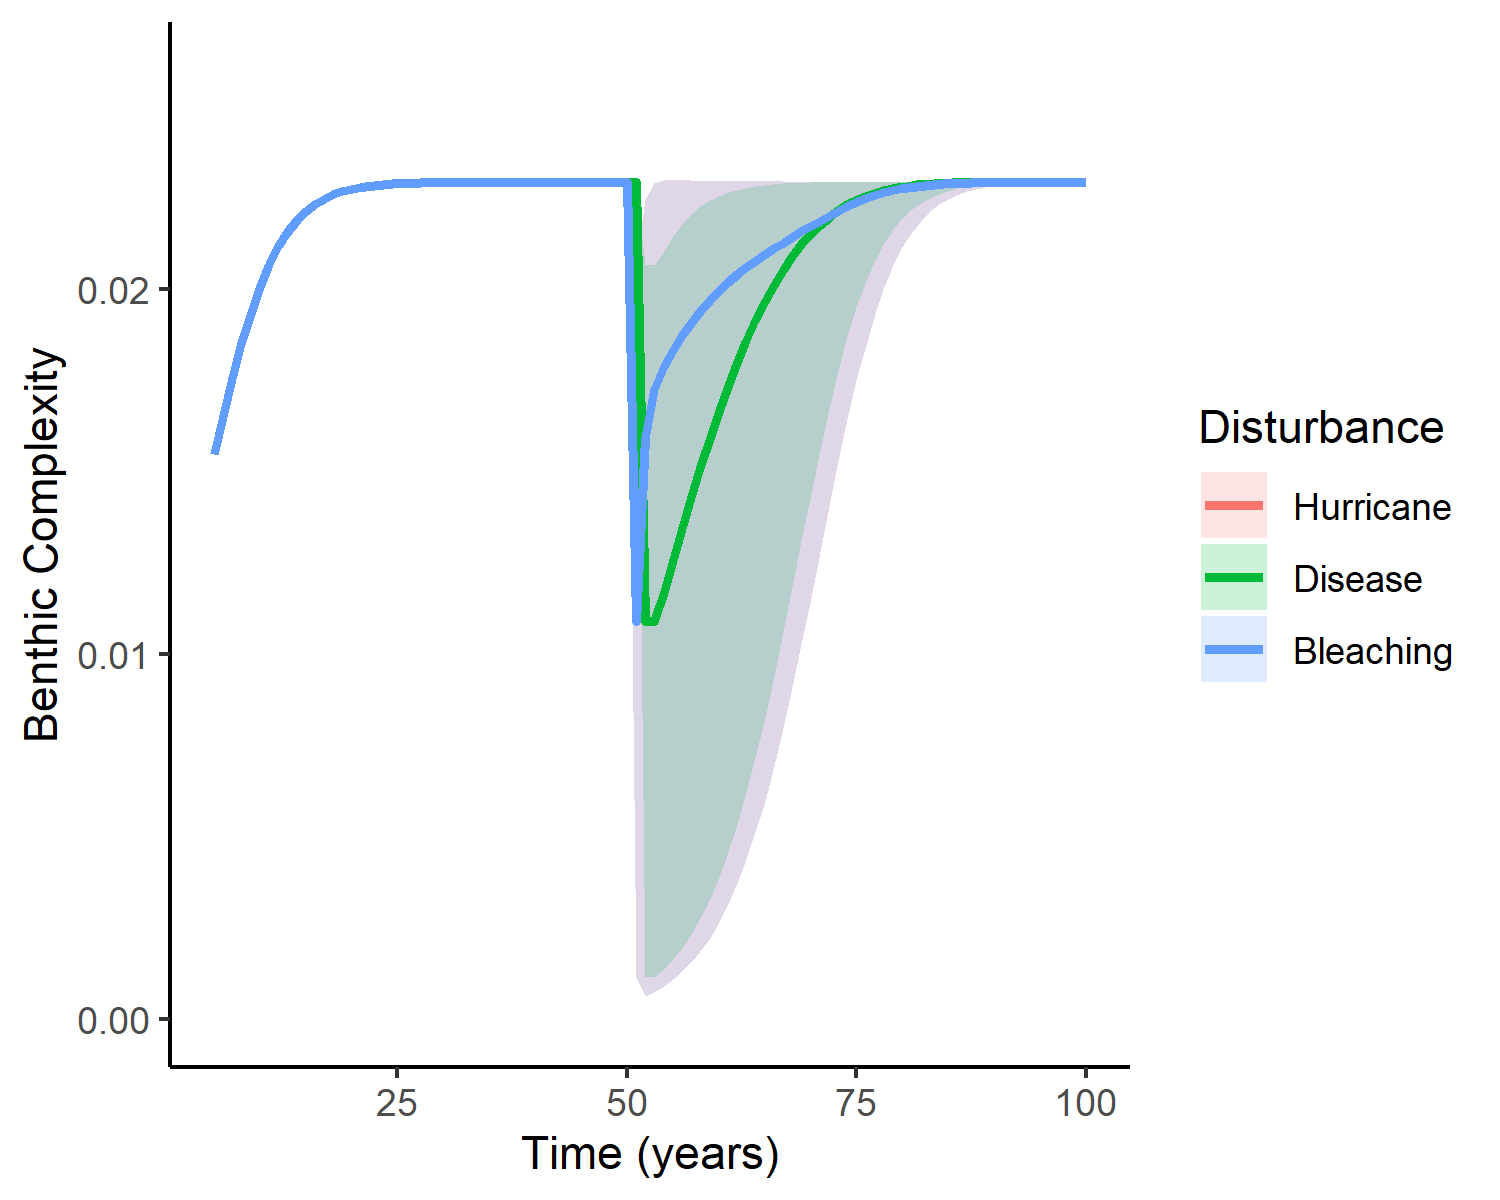 Benthic Complexity
0.02
0.01
0.00
25
50
75
100
Time (years)
Disturbance
Hurricane
Disease
Bleaching